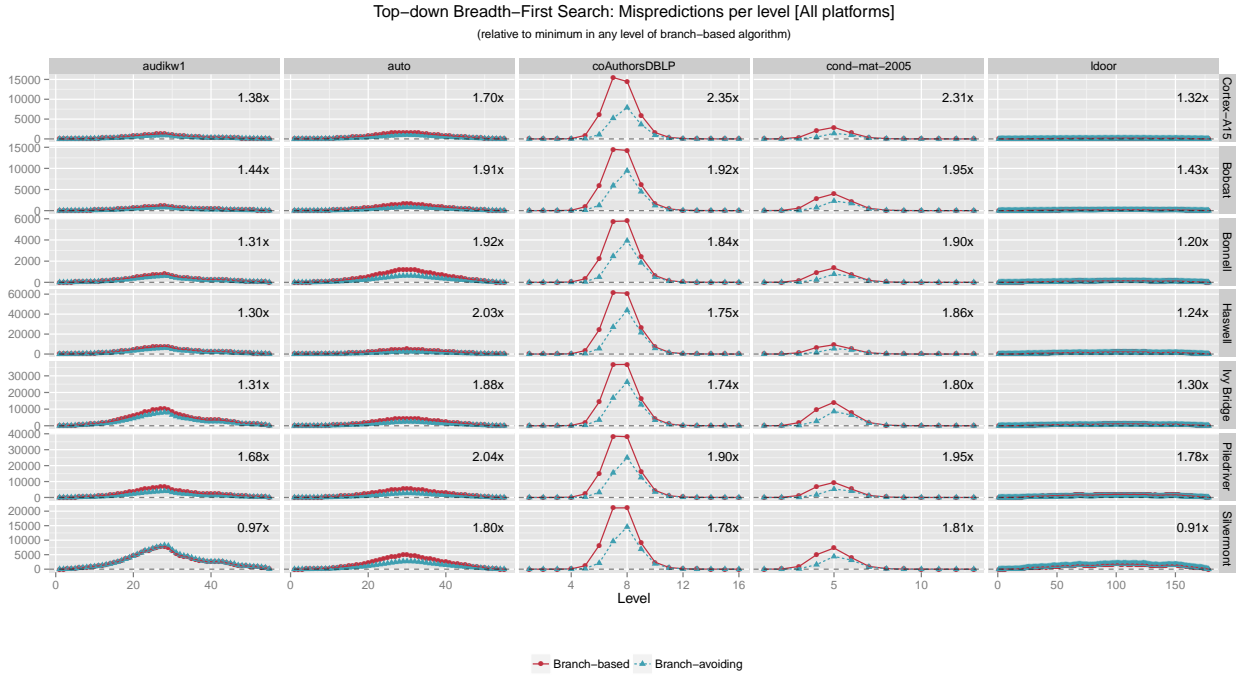 Top−down Breadth−First Search: Mispredictions per level [All platforms]
(relative to minimum in any level of branch−based algorithm)
audikw1 auto coAuthorsDBLP cond−mat−2005 ldoor
15000
10000
5000
0
1.38x 1.70x 2.35x 2.31x 1.32x
Cortex−A15
15000
10000
5000
0
1.44x 1.91x 1.92x 1.95x 1.43x
Bobcat
6000
4000
2000
0
1.31x 1.92x 1.84x 1.90x 1.20x
Bonnell
60000
40000
20000
0
1.30x 2.03x 1.75x 1.86x 1.24x
Haswell
30000
20000
10000
0
1.31x 1.88x 1.74x 1.80x 1.30x
Ivy Bridge
40000
30000
20000
10000
0
1.68x 2.04x 1.90x 1.95x 1.78x
Piledriver
20000
15000
10000
5000
0
0.97x 1.80x 1.78x 1.81x 0.91x
Silvermont
0 20 40 0 20 40 4 8 12 16 5 10 0 50 100 150
Level
Branch−based Branch−avoiding